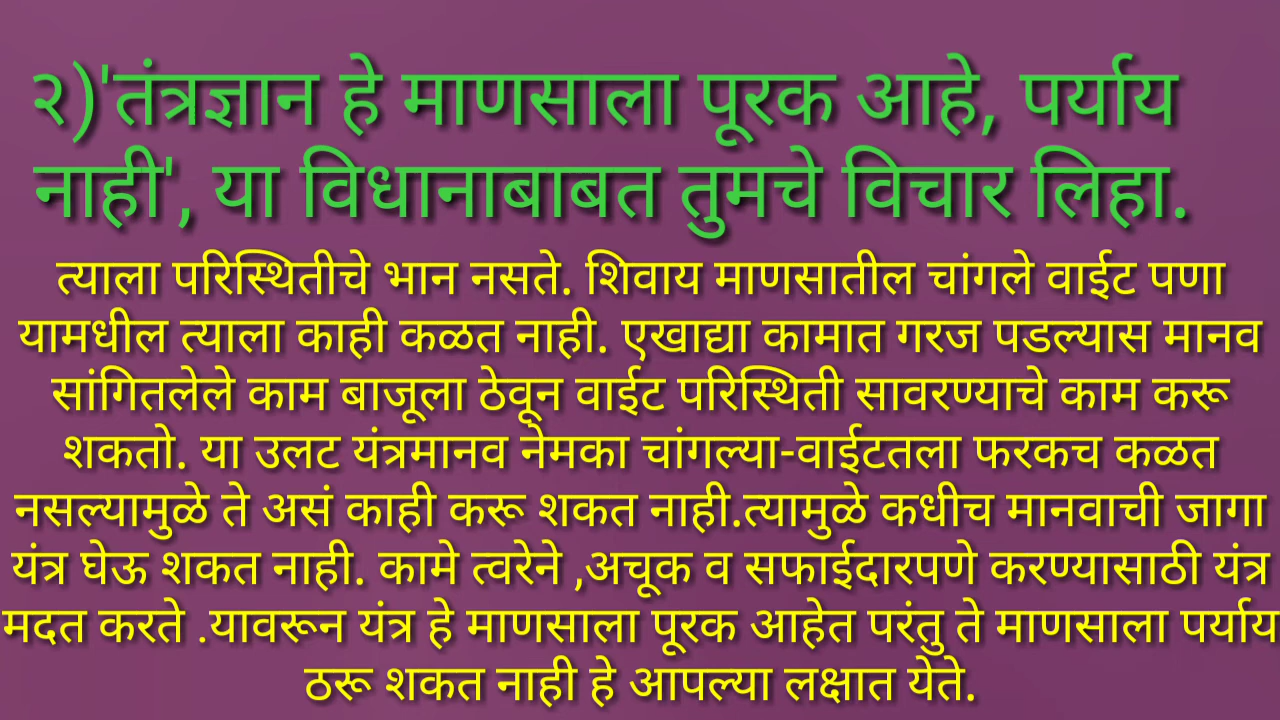 २)'तंत्रज्ञान हे माणसाला पूरक आहे, पर्याय
नाही', या विधानाबाबत तुमचे विचार लिहा.
त्याला परिस्थितीचे भान नसते. शिवाय माणसातील चांगले वाईट पणा
यामधील त्याला काही कळत नाही. एखाद्या कामात गरज पडल्यास मानव
सांगितलेले काम बाजूला ठेवून वाईट परिस्थिती सावरण्याचे काम करू
शकतो. या उलट यंत्रमानव नेमका चांगल्या-वाईटतला फरकच कळत
नसल्यामुळे ते असं काही करू शकत नाही.त्यामुळे कधीच मानवाची जागा
यंत्र घेऊ शकत नाही. कामे त्वरेने ,अचूक व सफाईदारपणे करण्यासाठी यंत्र
मदत करते .यावरून यंत्र हे माणसाला पूरक आहेत परंतु ते माणसाला पर्याय
ठरू शकत नाही हे आपल्या लक्षात येते.